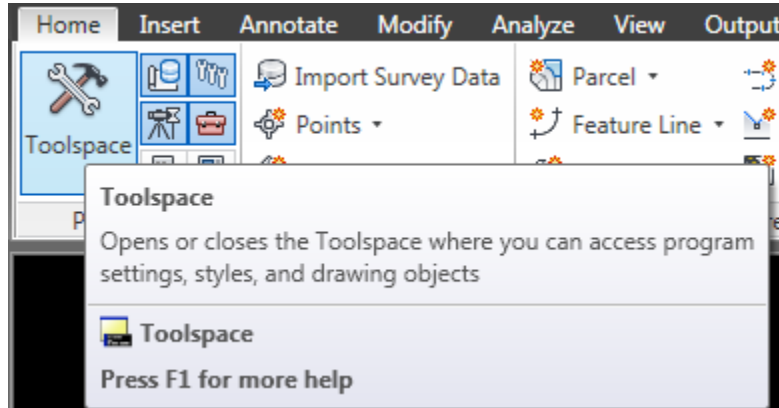 Home Insert Annotate Modify Analyze View Output
Import Survey Data Parcel
Toolspace Points Feature Line
Toolspace
Opens or closes the Toolspace where you can access program
settings, styles, and drawing objects
Toolspace
Press F1 for more help